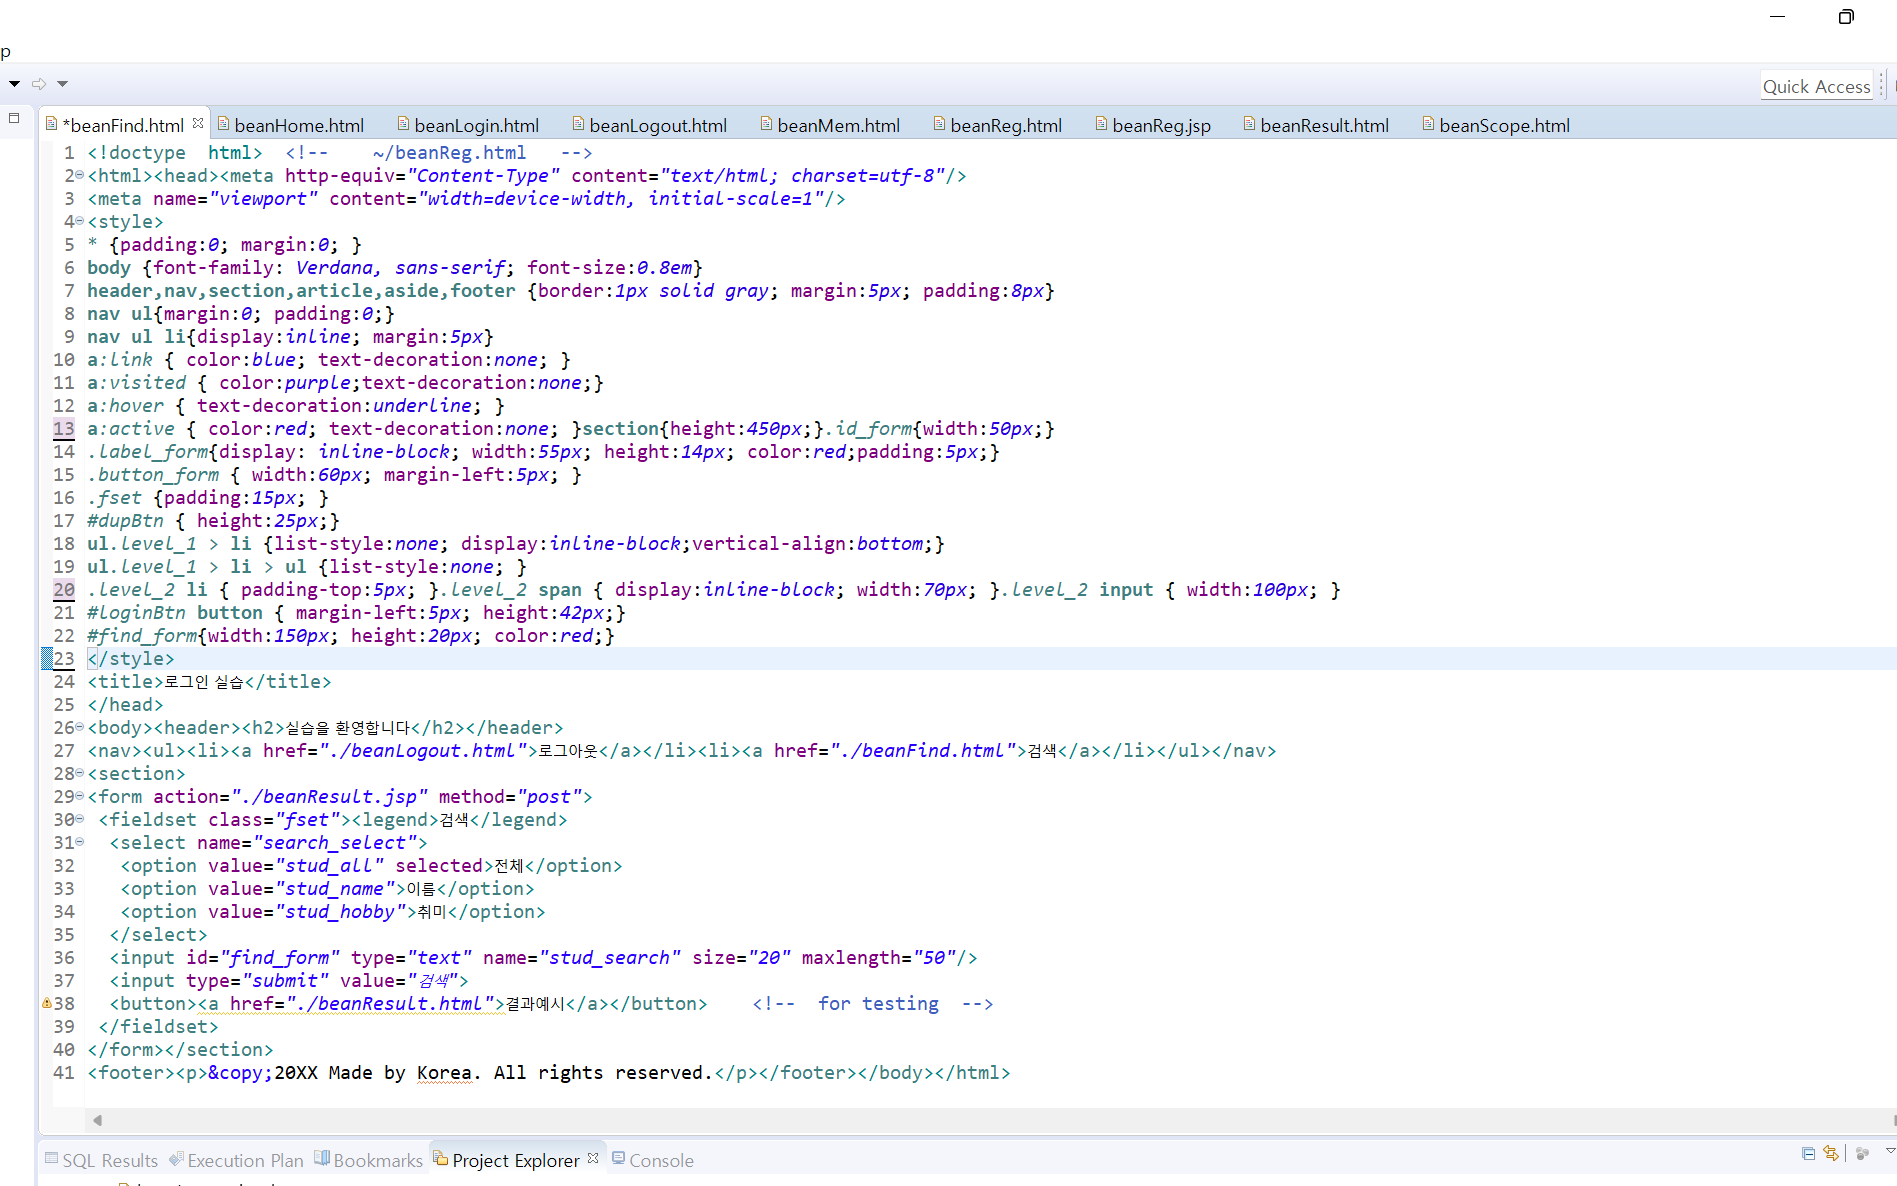 p
Quick Access
*beanFind.html beanHome.html beanLogin.html beanLogout.html beanMem.html beanReg.html beanReg.jsp beanResult.html beanScope.html
1 <!doctype  html>  <!--    ~/beanReg.html   -->
2 <html><head><meta http-equiv="Content-Type" content="text/html; charset=utf-8"/>
3 <meta name="viewport" content="width=device-width, initial-scale=1"/>
4 <style>
5 * {padding:0; margin:0; }
6 body {font-family: Verdana, sans-serif; font-size:0.8em}
7 header,nav,section,article,aside,footer {border:1px solid gray; margin:5px; padding:8px}
8 nav ul{margin:0; padding:0;}
9 nav ul li{display:inline; margin:5px}
10 a:link { color:blue; text-decoration:none; }
11 a:visited { color:purple;text-decoration:none;}
12 a:hover { text-decoration:underline; }
13 a:active { color:red; text-decoration:none; }section{height:450px;}.id_form{width:50px;}
14 .label_form{display: inline-block; width:55px; height:14px; color:red;padding:5px;}
15 .button_form { width:60px; margin-left:5px; }
16 .fset {padding:15px; }
17 #dupBtn { height:25px;}
18 ul.level_1 > li {list-style:none; display:inline-block;vertical-align:bottom;}
19 ul.level_1 > li > ul {list-style:none; }
20 .level_2 li { padding-top:5px; }.level_2 span { display:inline-block; width:70px; }.level_2 input { width:100px; }
21 #loginBtn button { margin-left:5px; height:42px;}
22 #find_form{width:150px; height:20px; color:red;}
23 </style>
24 <title>로그인 실습</title>
25 </head>
26 <body><header><h2>실습을 환영합니다</h2></header>
27 <nav><ul><li><a href="./beanLogout.html">로그아웃</a></li><li><a href="./beanFind.html">검색</a></li></ul></nav>
28 <section>
29 <form action="./beanResult.jsp" method="post">
30  <fieldset class="fset"><legend>검색</legend>
31   <select name="search_select">
32    <option value="stud_all" selected>전체</option>
33    <option value="stud_name">이름</option>
34    <option value="stud_hobby">취미</option>
35   </select>
36   <input id="find_form" type="text" name="stud_search" size="20" maxlength="50"/>
37   <input type="submit" value="검색">
38   <button><a href="./beanResult.html">결과예시</a></button>    <!--  for testing  -->
39  </fieldset>
40 </form></section>
41 <footer><p>&copy;20XX Made by Korea. All rights reserved.</p></footer></body></html>
SQL Results Execution Plan Bookmarks Project Explorer Console